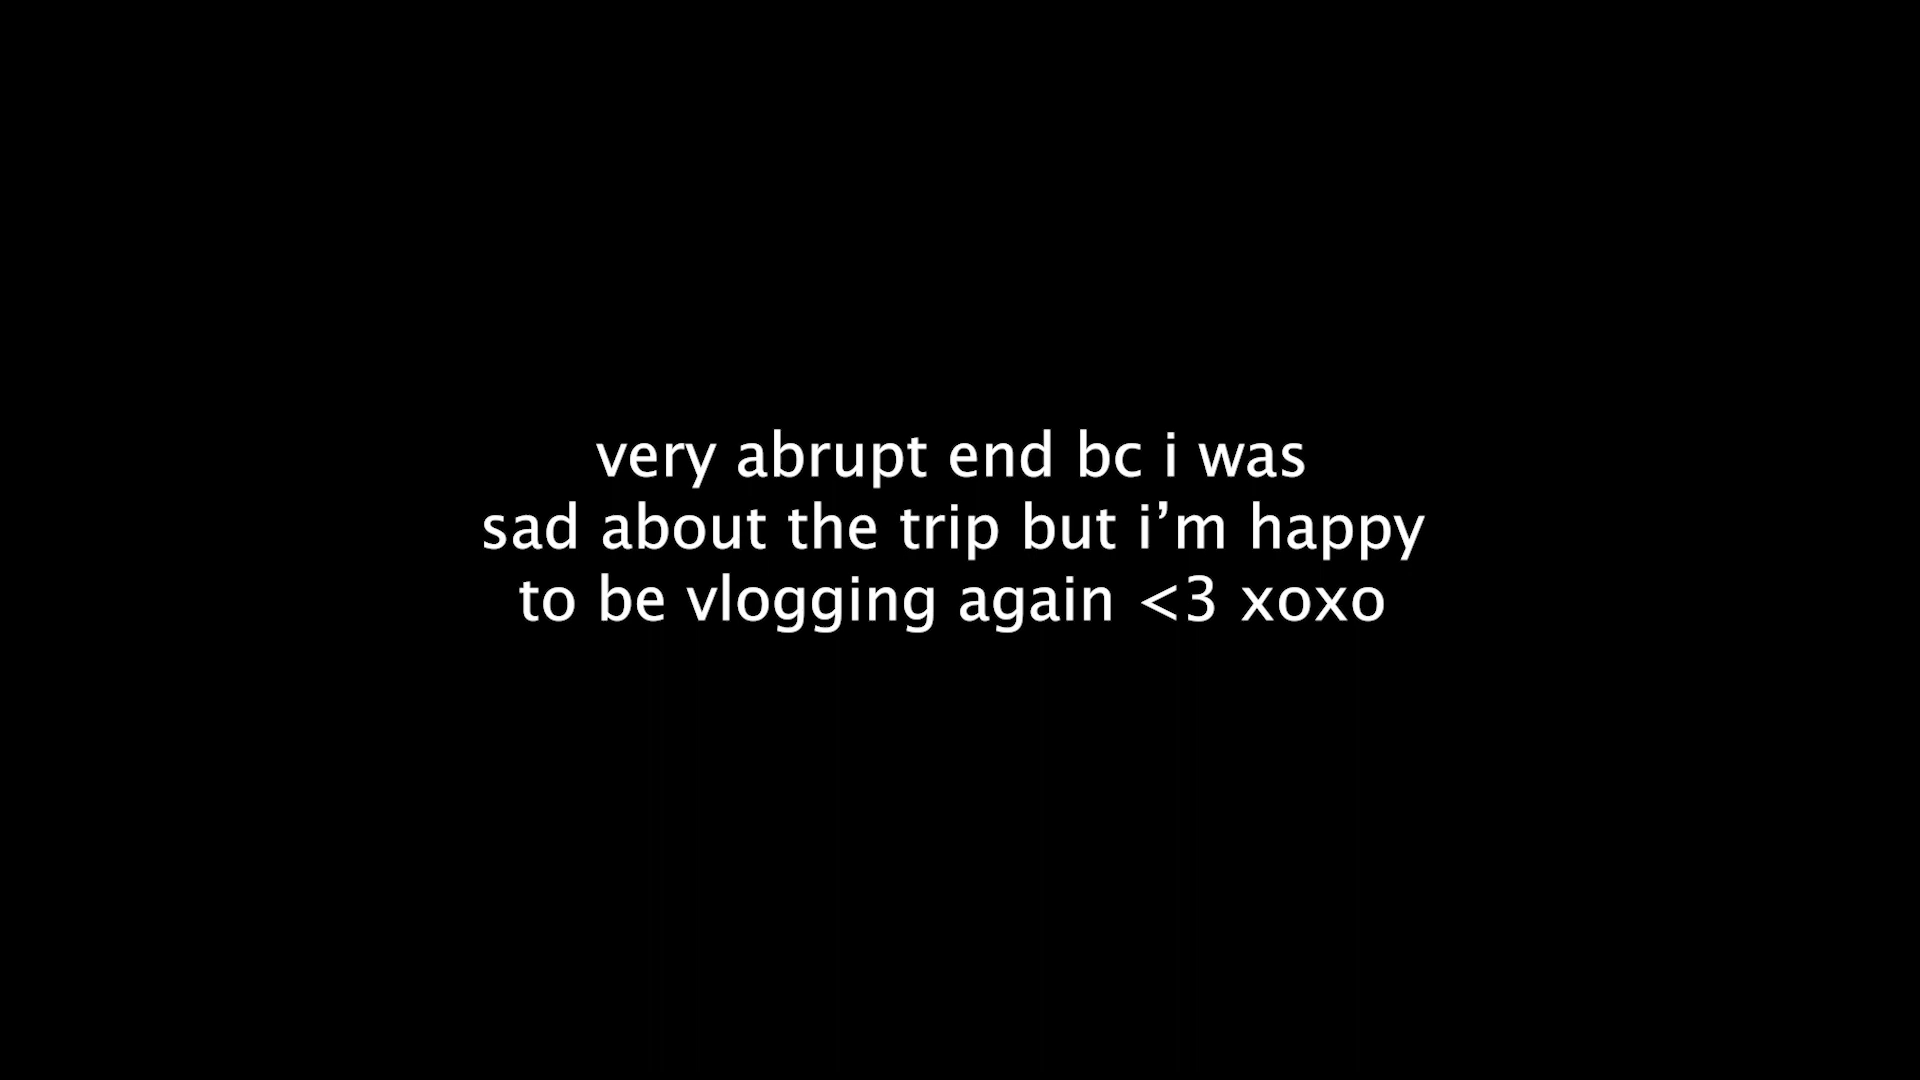 very abrupt end bc i was
sad about the trip but i’m happy
to be vlogging again <3 xoxo